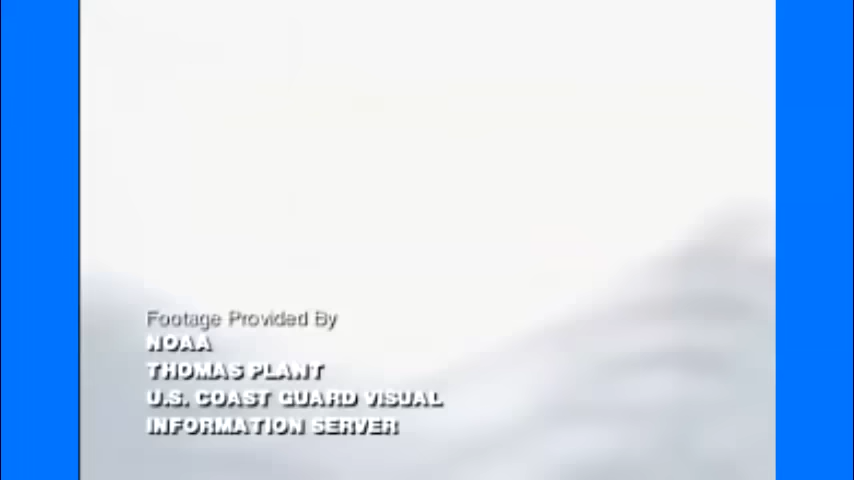 Footage Provided By
NOAA
THOMAS PLANT
U.S. COAST GUARD VISUAL
INFORMATION SERVER